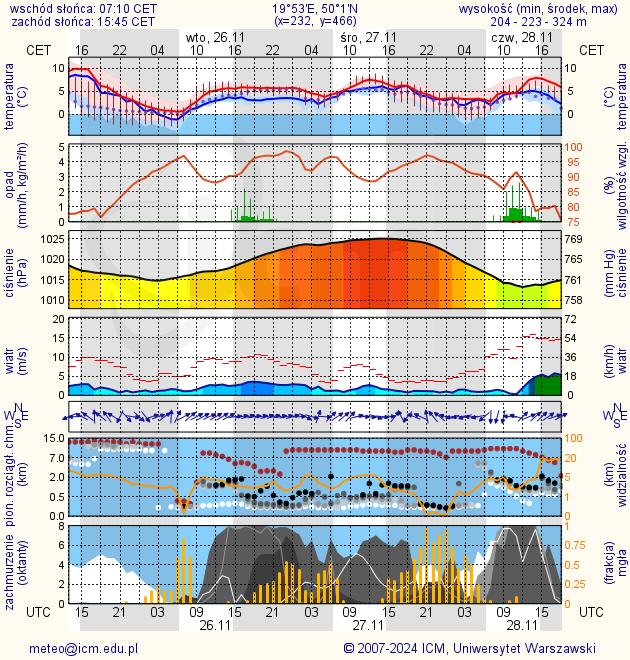 wschód słońca: 07:10 CET
19°53'E, 50°1'N
wysokość (min, środek, max)
zachód słońca: 15:45 CET
(x=232, y=466)
204 - 223 - 324 m
wto, 26.11
śro, 27.11
czw, 28.11
CET
16
22
04
10
16
22
04
10
16
22
04
10
16
CET
temperatura
(°C)
10
5
0
10
5
0
temperatura
(°C)
opad
(mm/h, kg/m²/h)
5
4
3
2
1
0
100
95
90
85
80
75
(%)
wilgotność wzgl.
ciśnienie
(hPa)
1025
1020
1015
1010
769
765
761
758
(mm Hg)
ciśnienie
wiatr
(m/s)
20
15
10
5
0
72
54
36
18
0
(km/h)
wiatr
N
W
E
S
N
W
E
S
pion. rozciągł. chm.
(km)
15.0
7.0
2.0
0.5
0.0
100
20
5
1
0
(km)
widzialność
zachmurzenie
(oktanty)
8
6
4
2
0
1
0.75
0.5
0.25
0
(frakcja)
mgła
UTC
15
21
03
09
15
21
03
09
15
21
03
09
15
UTC
26.11
27.11
28.11
meteo@icm.edu.pl
© 2007-2024 ICM, Uniwersytet Warszawski